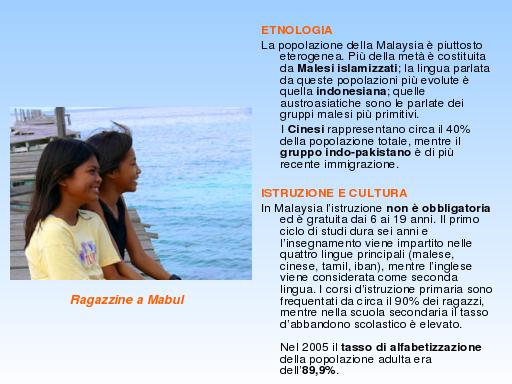 ETNOLOGIA
La popolazione della Malaysia è piuttosto
eterogenea. Più della metà è costituita
da Malesi islamizzati; la lingua parlata
da queste popolazioni più evolute è
quella indonesiana; quelle
austroasiatiche sono le parlate dei
gruppi malesi più primitivi.
I Cinesi rappresentano circa il 40%
della popolazione totale, mentre il
gruppo indo-pakistano è di più
recente immigrazione.
ISTRUZIONE E CULTURA
In Malaysia l'istruzione non è obbligatoria
ed è gratuita dai 6 ai 19 anni. Il primo
ciclo di studi dura sei anni e
l'insegnamento viene impartito nelle
quattro lingue principali (malese,
cinese, tamil, iban), mentre l'inglese
viene considerata come seconda
lingua. I corsi d'istruzione primaria sono
frequentati da circa il 90% dei ragazzi,
mentre nella scuola secondaria il tasso
d'abbandono scolastico è elevato.
Nel 2005 il tasso di alfabetizzazione
della popolazione adulta era
dell'89,9%.
Ragazzine a Mabul